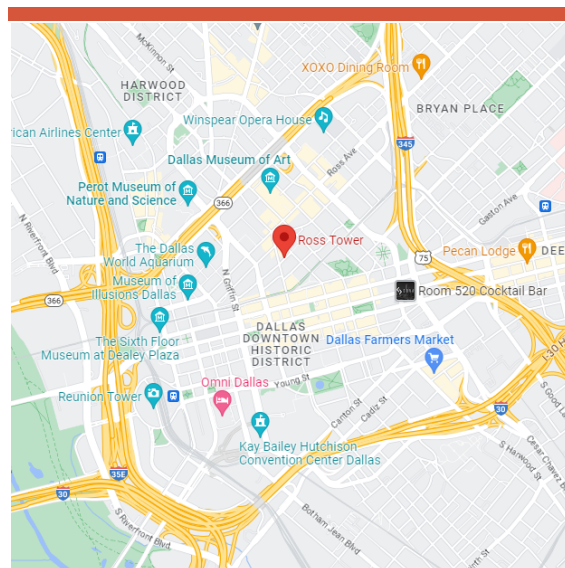 McKinnon St
HARWOOD
DISTRICT
XOXO Dining Room
BRYAN PLACE
Winspear Opera House
rican Airlines Center
345
Dallas Museum of Art
Ross Ave
Perot Museum of
Nature and Science
366
Gaston Ave
N Riverfront Blvd
Ross Tower
The Dallas
World Aquarium
75
Pecan Lodge
DEE
N Griffin St
Museum of
Illusions Dallas
Room 520 Cocktail Bar
366
The Sixth Floor
Museum at Dealey Plaza
DALLAS
DOWNTOWN
HISTORIC
DISTRICT
Dallas Farmers Market
I-30 H
Omni Dallas
Young St
Reunion Tower
Canton St
Cadiz St
30
S Good La
Kay Bailey Hutchison
Convention Center Dallas
S Harwood St
Cesar Chavez B
35E
30
S Riverfront Blvd
Botham Jean Blvd
rth St